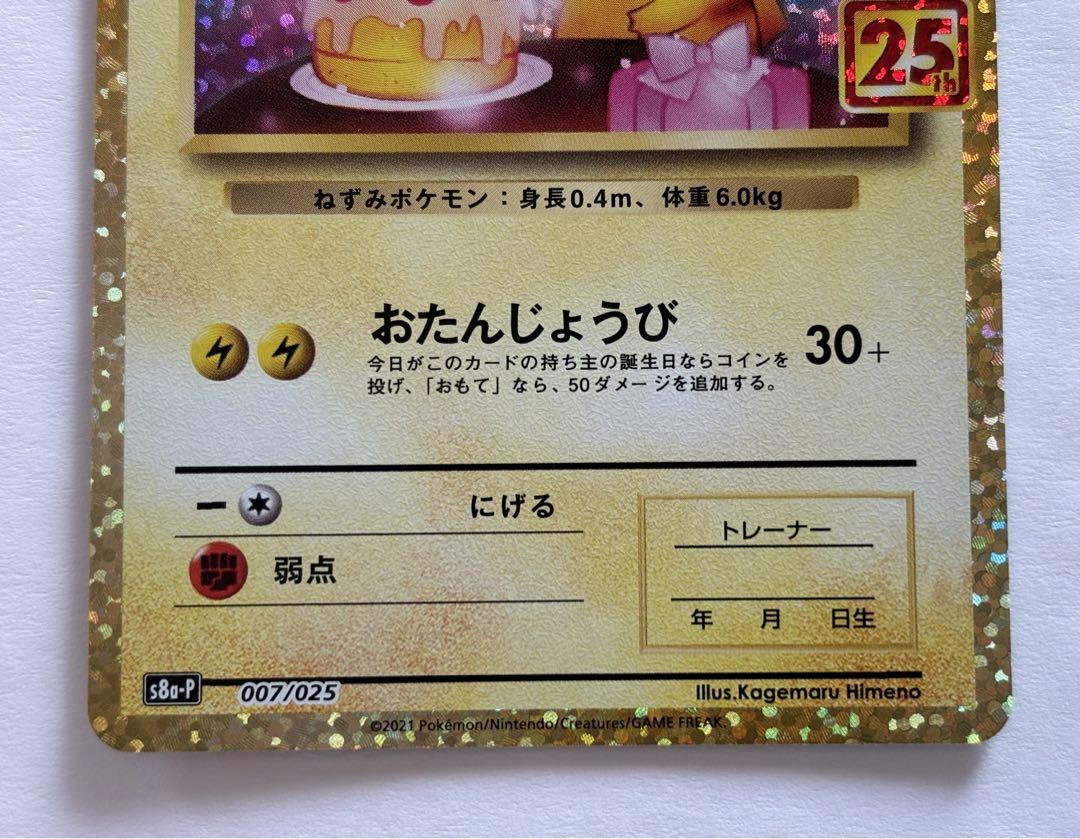 25th
ねずみポケモン：身長0.4m、体重6.0kg
おたんじょうび
30+
今日がこのカードの持ち主の誕生日ならコインを
投げ、「おもて」なら、50ダメージを追加する。
にげる
弱点
トレーナー
年 月 日生
s8a-P 007/025
Illus.Kagemaru Himeno
©2021 Pokémon/Nintendo/Creatures/GAME FREAK.